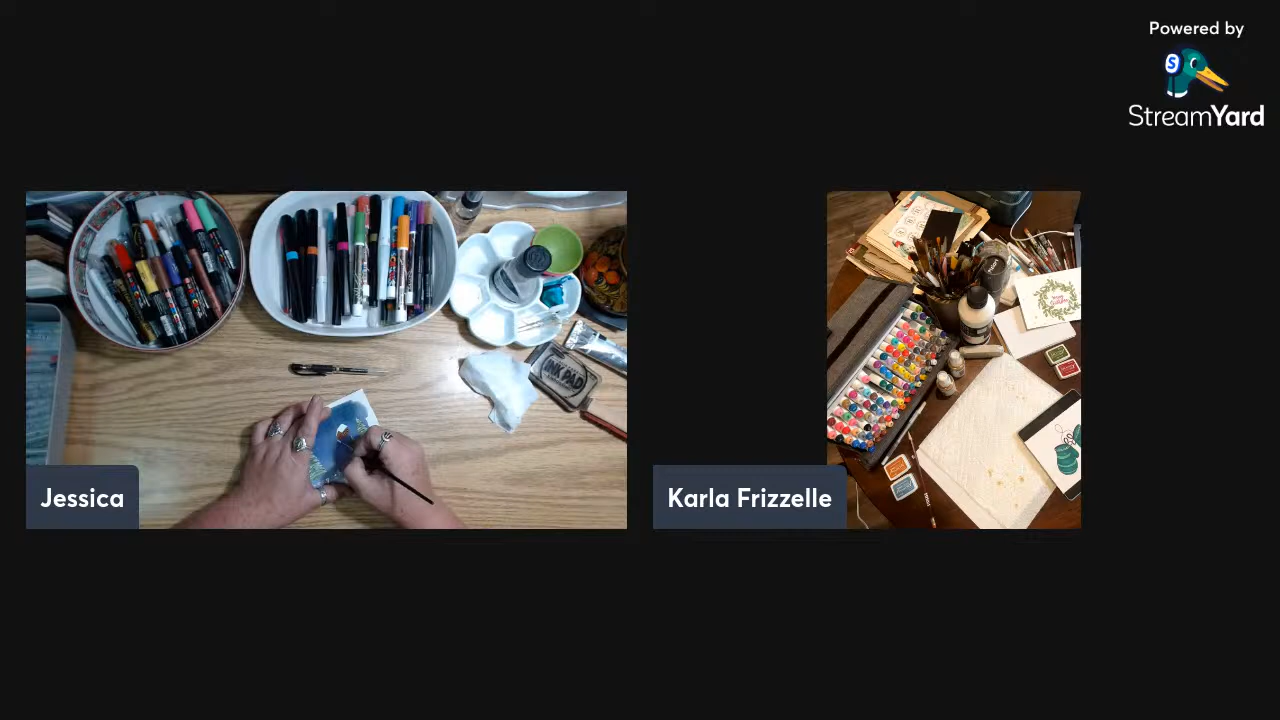 Powered by
S
StreamYard
INK PAD
Jessica
Karla Frizzelle